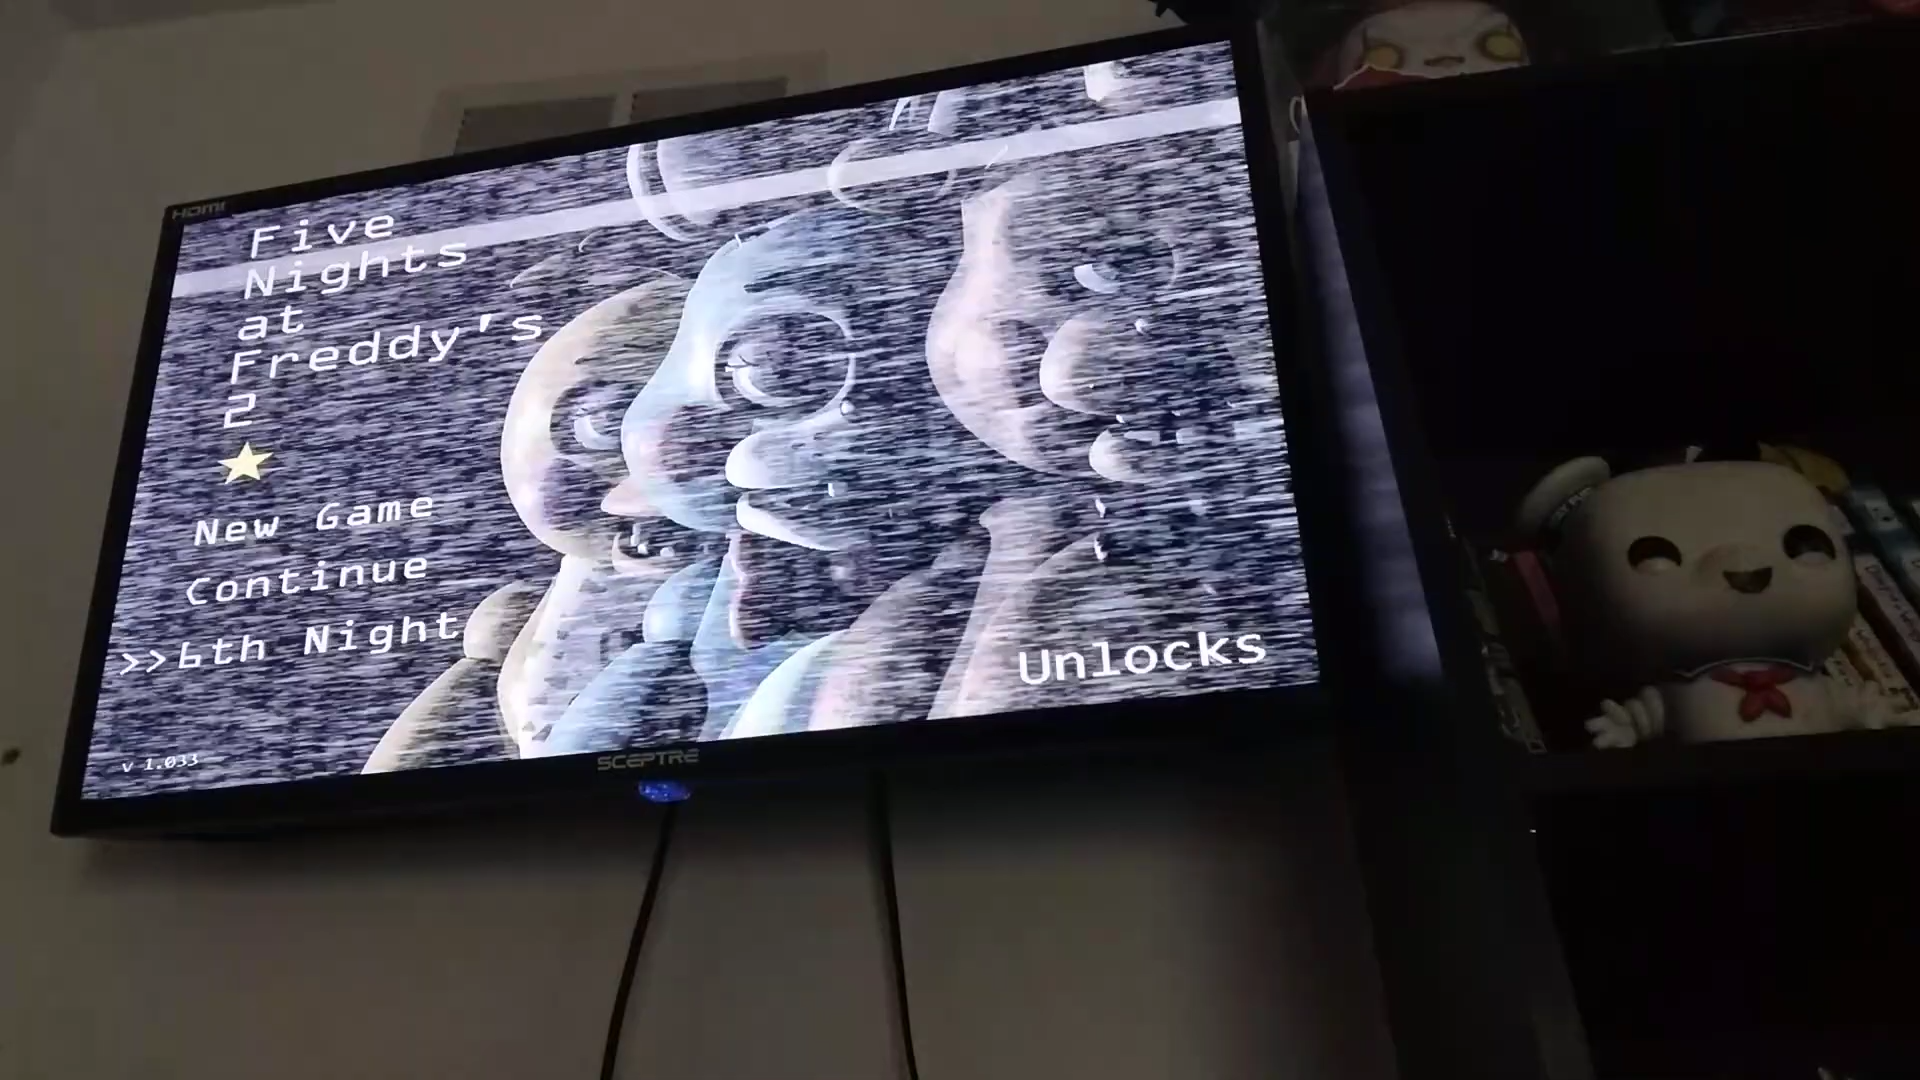 HDMI
Five
Nights
at
Freddy's
2
New Game
Continue
>>6th Night
Unlocks
v 1.033
SCEPTRE